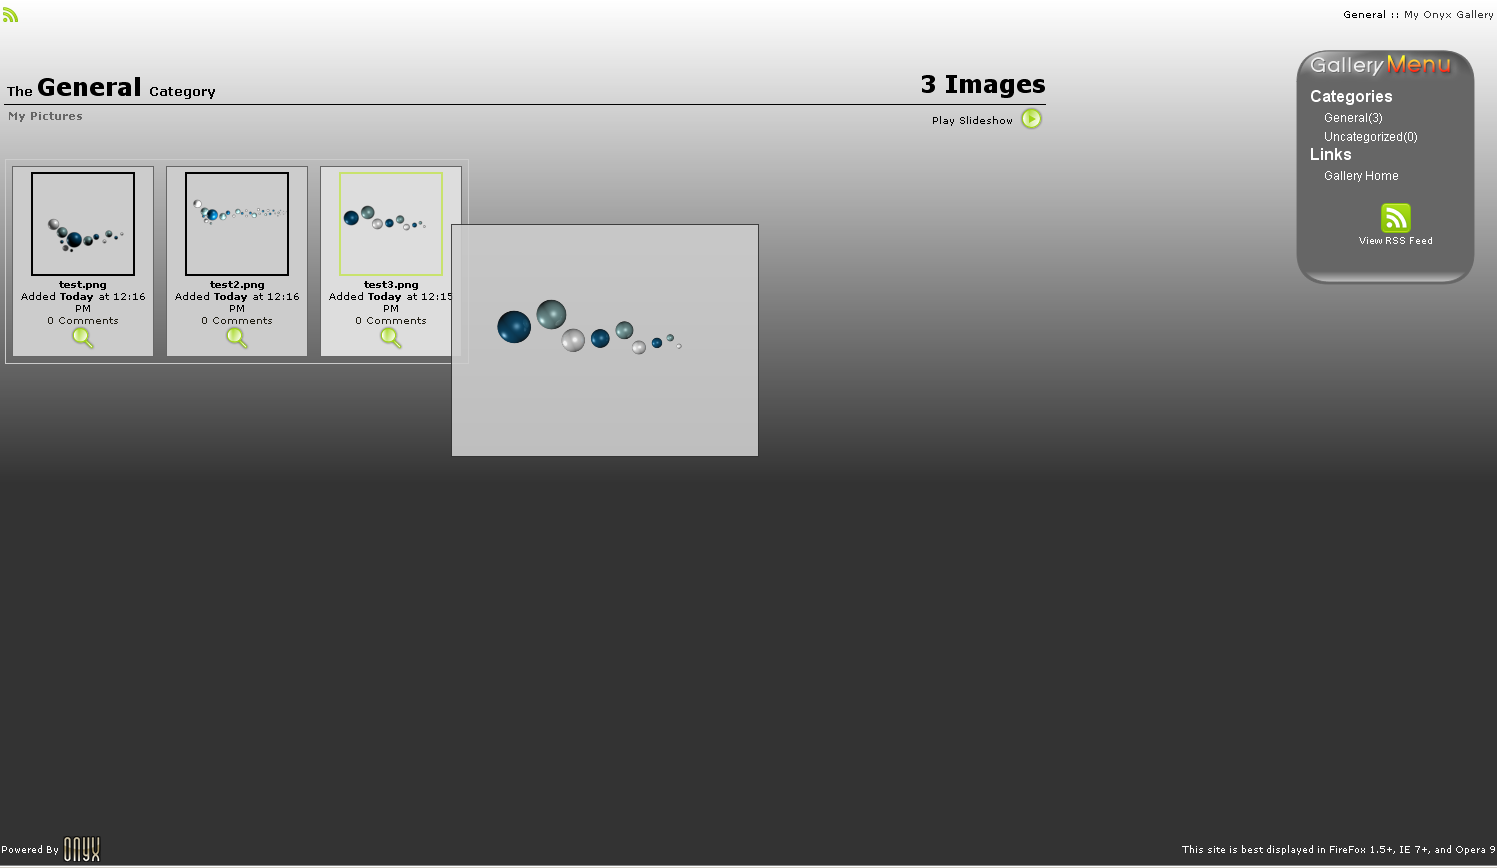 General :: My Onyx Gallery
The General Category
3 Images
My Pictures
Play Slideshow
test.png
Added Today at 12:16
PM
0 Comments
test2.png
Added Today at 12:16
PM
0 Comments
test3.png
Added Today at 12:15
PM
0 Comments
Gallery Menu
Categories
General(3)
Uncategorized(0)
Links
Gallery Home
View RSS Feed
Powered By ONYX
This site is best displayed in FireFox 1.5+, IE 7+, and Opera 9